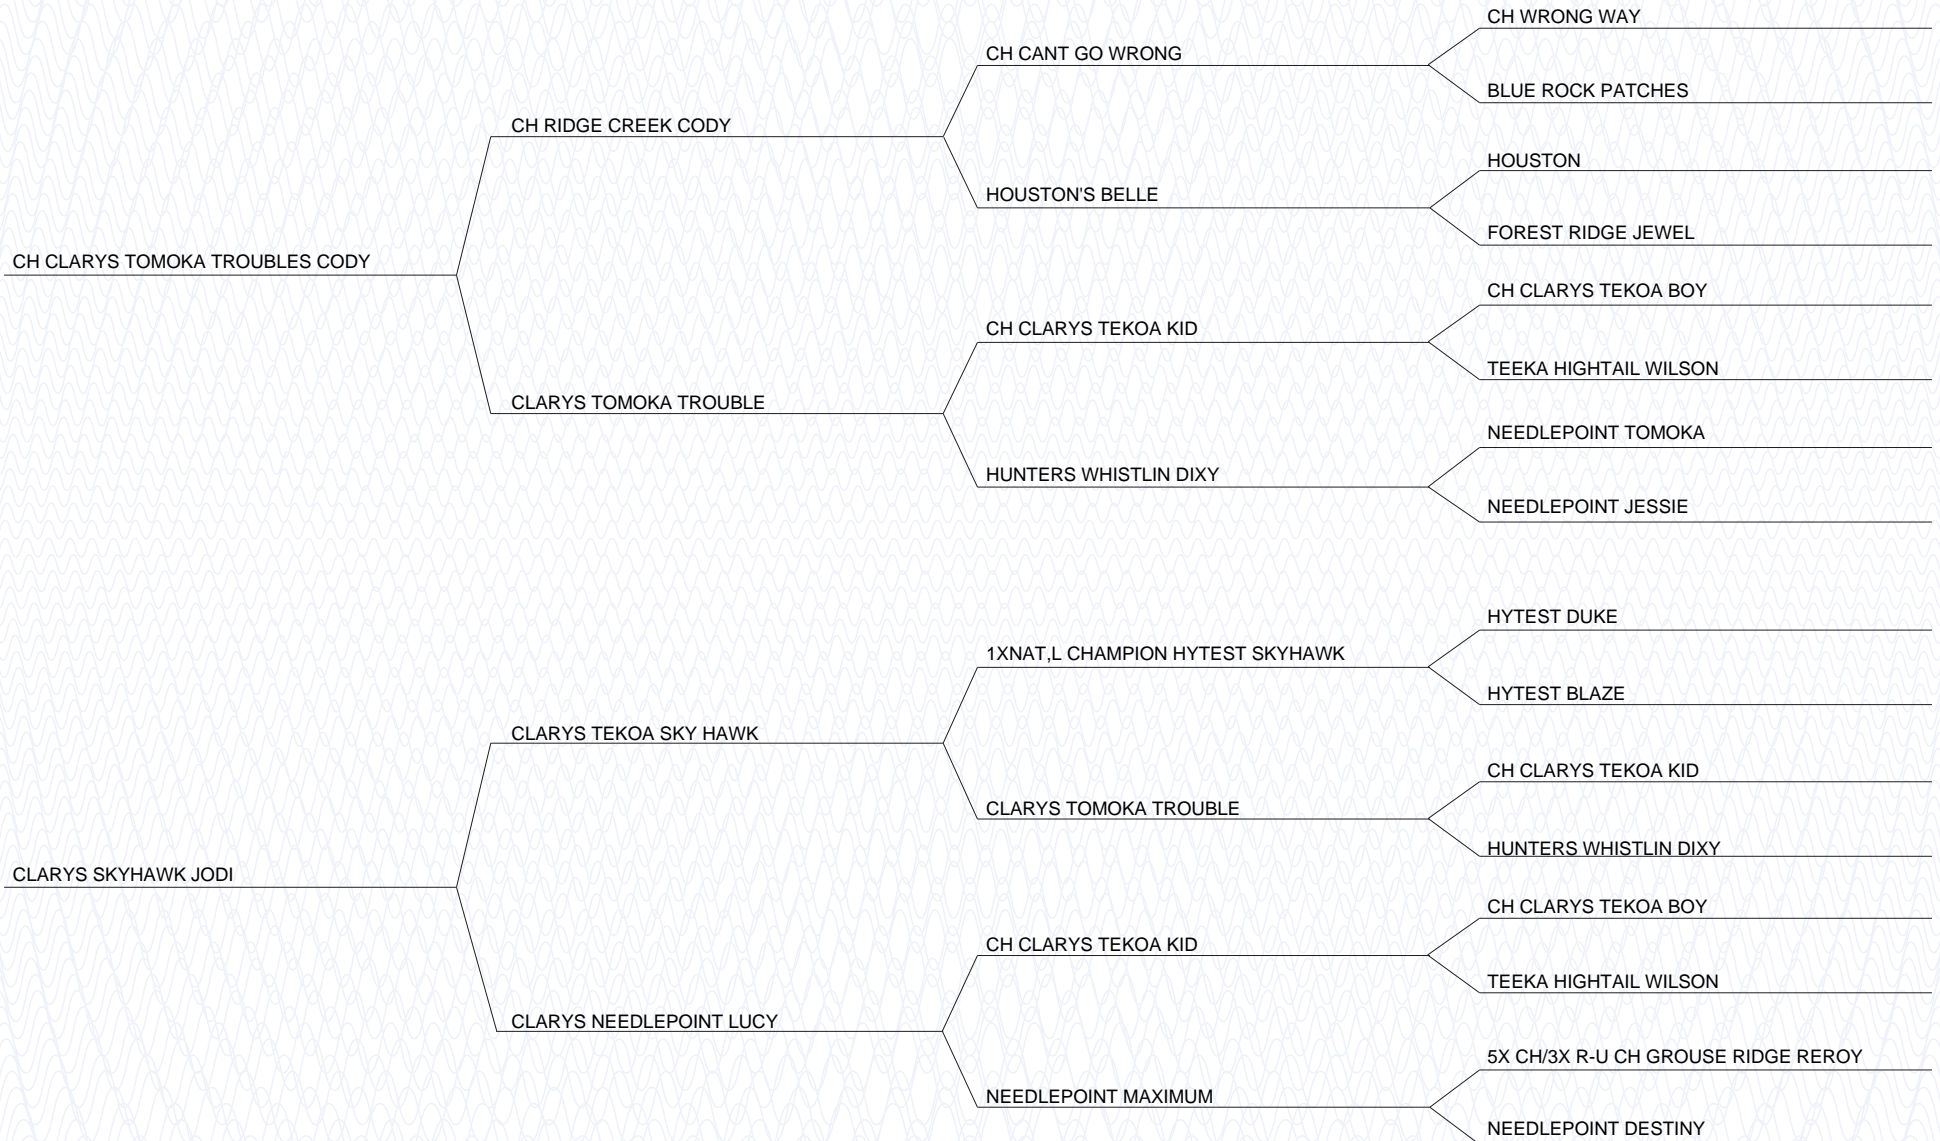 CH WRONG WAY
CH CANT GO WRONG
BLUE ROCK PATCHES
CH RIDGE CREEK CODY
HOUSTON
HOUSTON'S BELLE
FOREST RIDGE JEWEL
CH CLARYS TOMOKA TROUBLES CODY
CH CLARYS TEKOA BOY
CH CLARYS TEKOA KID
TEEKA HIGHTAIL WILSON
CLARYS TOMOKA TROUBLE
NEEDLEPOINT TOMOKA
HUNTERS WHISTLIN DIXY
NEEDLEPOINT JESSIE
HYTEST DUKE
1XNAT,L CHAMPION HYTEST SKYHAWK
HYTEST BLAZE
CLARYS TEKOA SKY HAWK
CH CLARYS TEKOA KID
CLARYS TOMOKA TROUBLE
HUNTERS WHISTLIN DIXY
CLARYS SKYHAWK JODI
CH CLARYS TEKOA BOY
CH CLARYS TEKOA KID
TEEKA HIGHTAIL WILSON
CLARYS NEEDLEPOINT LUCY
5X CH/3X R-U CH GROUSE RIDGE REROY
NEEDLEPOINT MAXIMUM
NEEDLEPOINT DESTINY